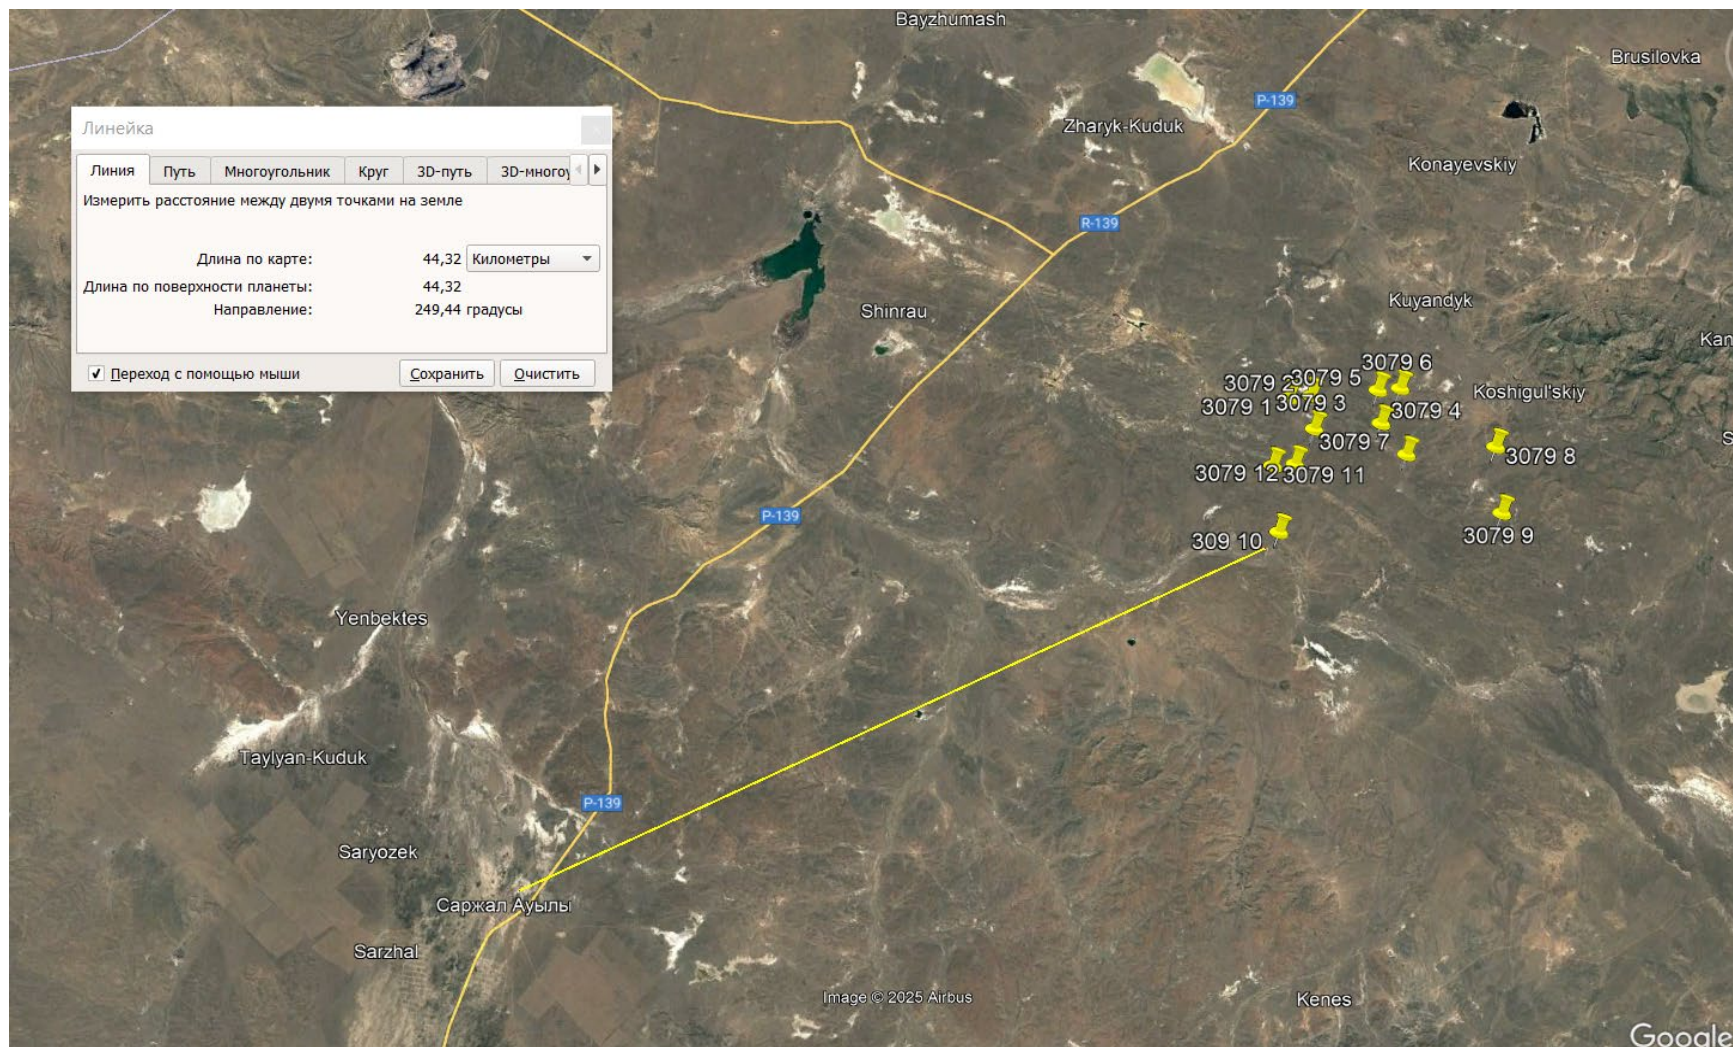 Bayzhumash
Brusilovka
P-139
Линейка
Zharyk-Kuduk
Линия Путь Многоугольник Круг 3D-путь 3D-многоу
Konayevskiy
Измерить расстояние между двумя точками на земле
R-139
Длина по карте: 44,32 Километры
Длина по поверхности планеты: 44,32
Направление: 249,44 градусы
Kuyandyk
Shinrau
Kan
Переход с помощью мыши Сохранить Очистить
3079 6
3079 2 3079 5
Koshigul'skiy
3079 1 3079 3 3079 4
3079 7
S
3079 8
3079 12 3079 11
P-139
3079 9
309 10
Yenbektes
Taylyan-Kuduk
P-139
Saryozek
Саржал Ауылы
Sarzhal
Image © 2025 Airbus
Kenes
Google